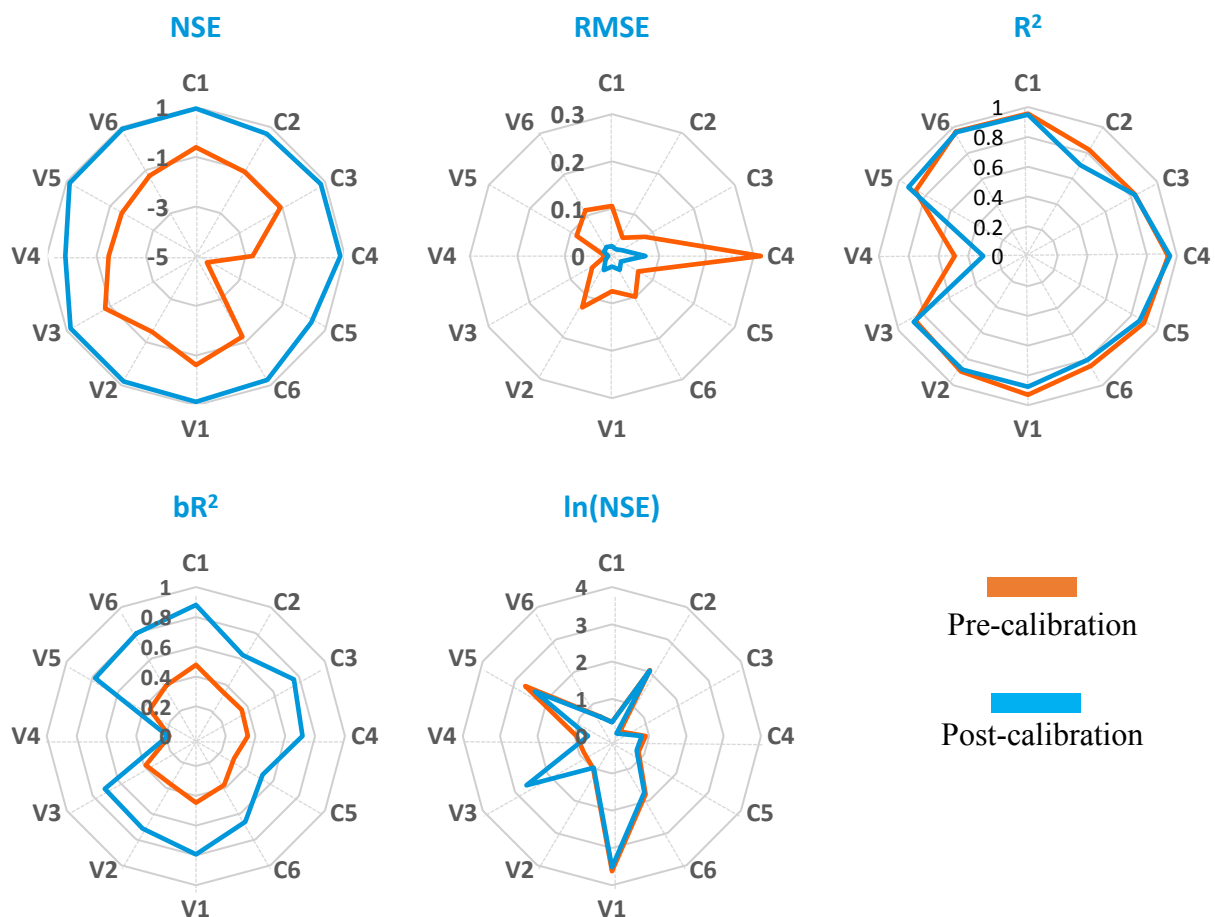 NSE
C1
C2
C3
C4
C5
C6
V1
V2
V3
V4
V5
V6
1
-1
-3
-5
RMSE
C1
C2
C3
C4
C5
C6
V1
V2
V3
V4
V5
V6
0.3
0.2
0.1
0
R²
C1
C2
C3
C4
C5
C6
V1
V2
V3
V4
V5
V6
1
0.8
0.6
0.4
0.2
0
bR²
C1
C2
C3
C4
C5
C6
V1
V2
V3
V4
V5
V6
1
0.8
0.6
0.4
0.2
0
ln(NSE)
C1
C2
C3
C4
C5
C6
V1
V2
V3
V4
V5
V6
4
3
2
1
0
Pre-calibration
Post-calibration